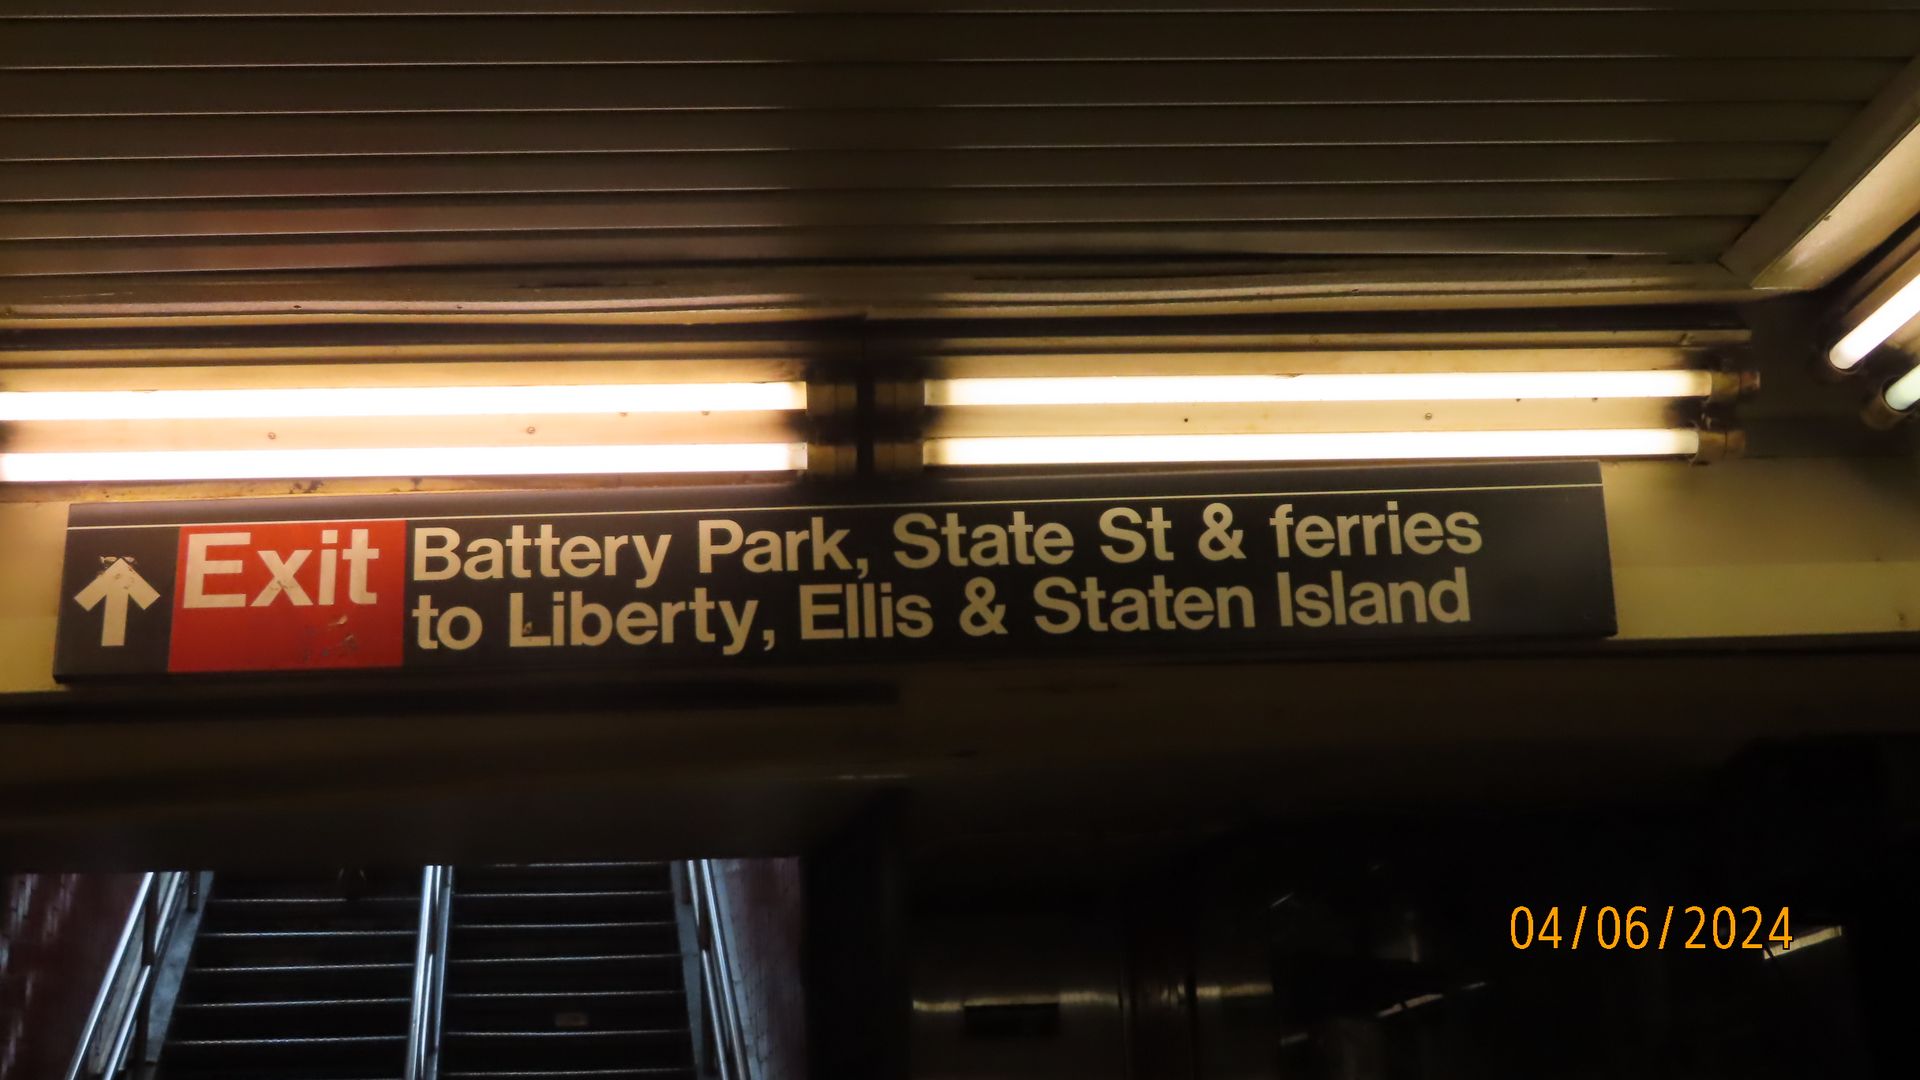 Exit Battery Park, State St & ferries
to Liberty, Ellis & Staten Island
04/06/2024